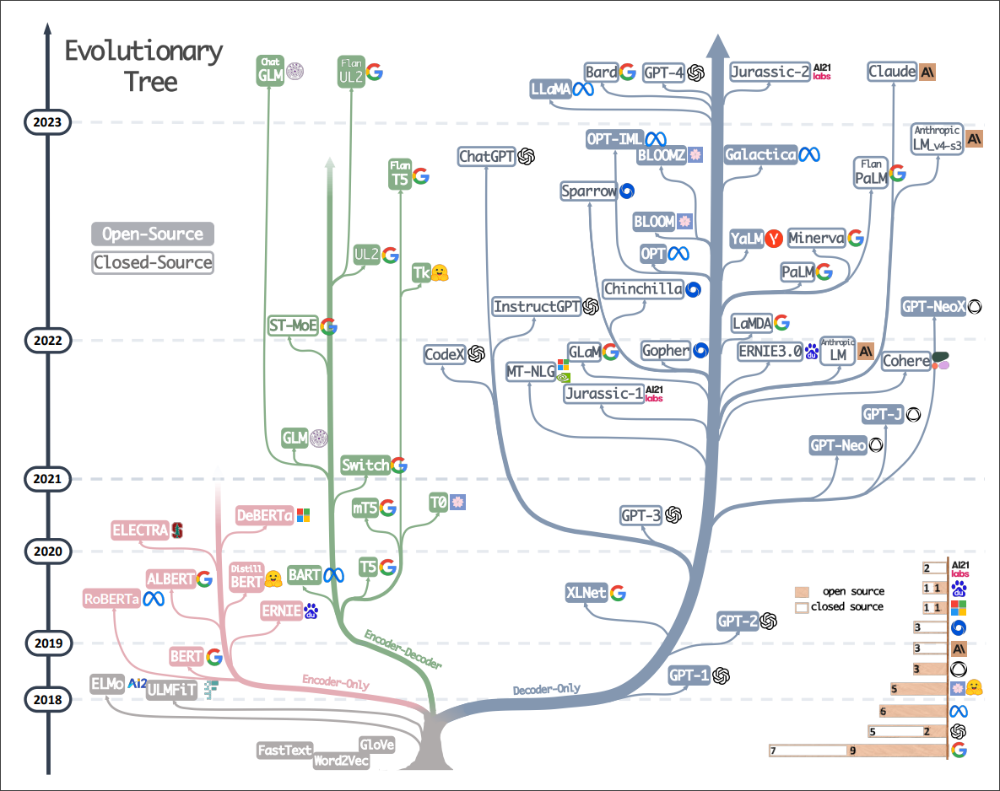 Evolutionary
Tree
2023
2022
2021
2020
2019
2018
Open-Source
Closed-Source
Chat
GLM
Flan
UL2
Flan
T5
UL2
Tk
ST-MoE
GLM
Switch
mT5
T0
T5
BART
Encoder-Decoder
DeBERTa
ELECTRA
ALBERT
Distill
BERT
RoBERTa
ERNIE
du
BERT
Encoder-Only
ELMo
Ai2
ULMFiT
FastText
Word2Vec
GloVe
Bard
GPT-4
Jurassic-2
AI21
labs
Claude
A\
LLaMA
OPT-IML
BLOOMZ
Galactica
Anthropic
LM_v4-s3
A\
ChatGPT
Flan
PaLM
Sparrow
BLOOM
OPT
YaLM
Y
Minerva
PaLM
Chinchilla
InstructGPT
GPT-NeoX
LaMDA
CodeX
GLaM
Gopher
ERNIE3.0
du
Anthropic
LM
A\
Cohere
MT-NLG
Jurassic-1
AI21
labs
GPT-J
GPT-Neo
GPT-3
XLNet
GPT-2
GPT-1
Decoder-Only
open source
closed source
2
AI21
labs
1 1
du
1 1
3
3
A\
3
5
6
5 2
7 9